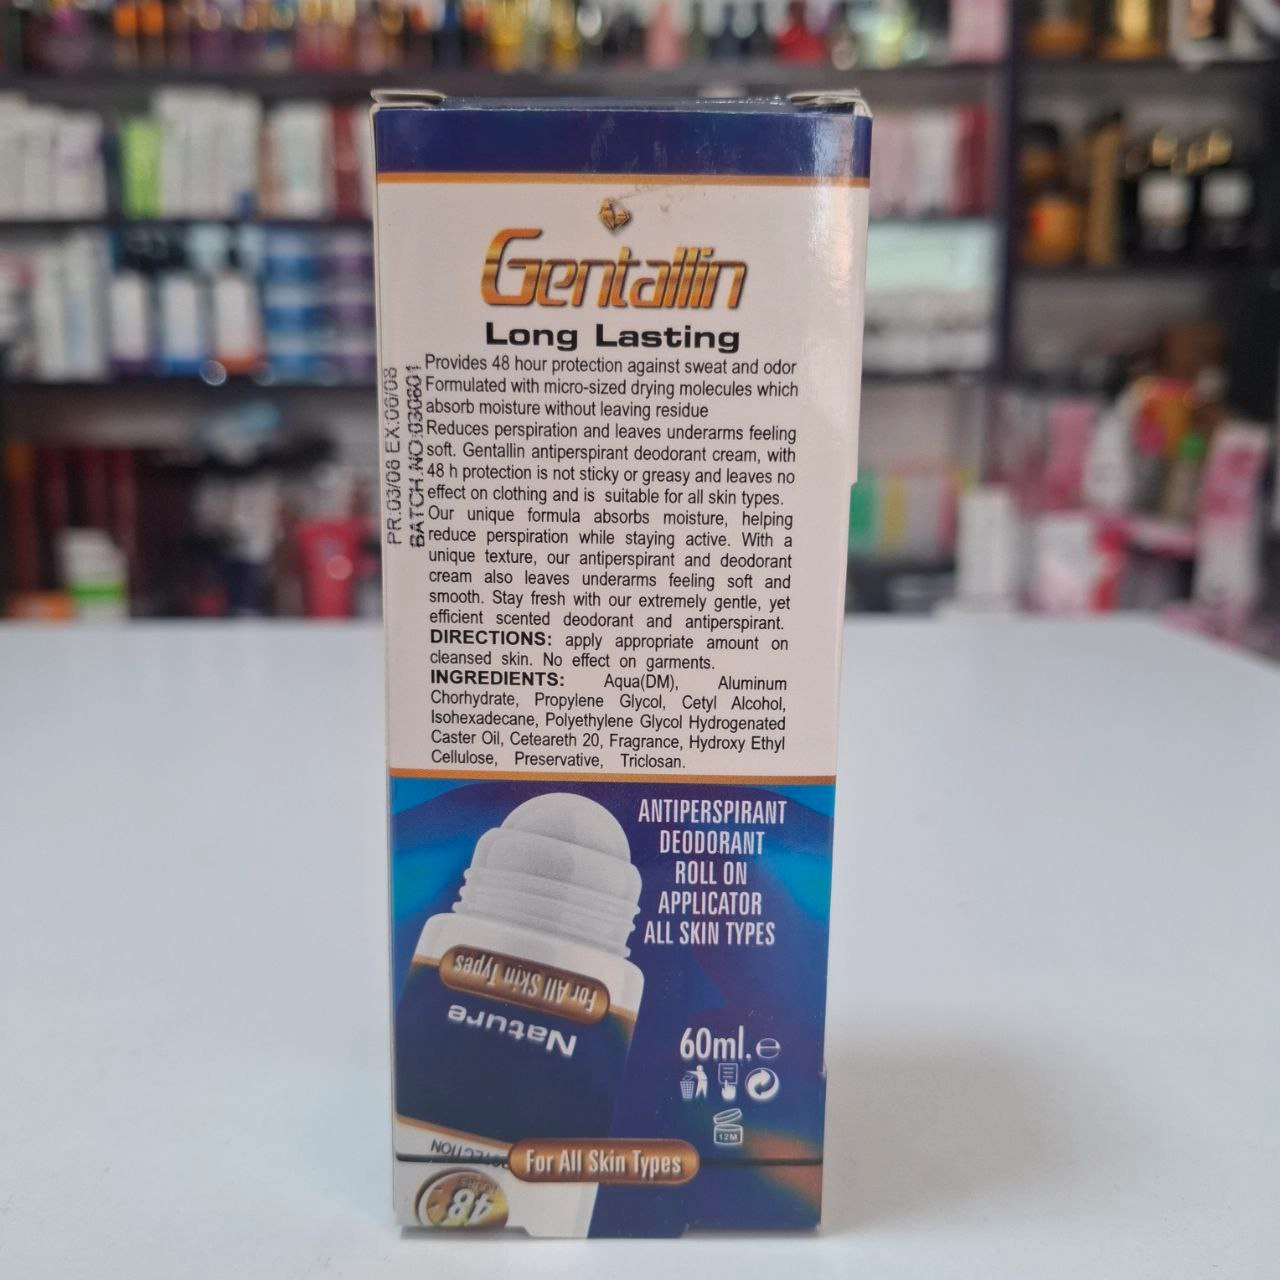 Gentallin
Long Lasting
Provides 48 hour protection against sweat and odor
Formulated with micro-sized drying molecules which
absorb moisture without leaving residue
Reduces perspiration and leaves underarms feeling
soft. Gentallin antiperspirant deodorant cream, with
48 h protection is not sticky or greasy and leaves no
effect on clothing and is suitable for all skin types.
Our unique formula absorbs moisture, helping
reduce perspiration while staying active. With a
unique texture, our antiperspirant and deodorant
cream also leaves underarms feeling soft and
smooth. Stay fresh with our extremely gentle, yet
efficient scented deodorant and antiperspirant.
DIRECTIONS: apply appropriate amount on
cleansed skin. No effect on garments.
INGREDIENTS: Aqua(DM), Aluminum
Chorhydrate, Propylene Glycol, Cetyl Alcohol,
Isohexadecane, Polyethylene Glycol Hydrogenated
Caster Oil, Ceteareth 20, Fragrance, Hydroxy Ethyl
Cellulose, Preservative, Triclosan.
PR:03/08 EX:06/08
BATCH.NO:030801
ANTIPERSPIRANT
DEODORANT
ROLL ON
APPLICATOR
ALL SKIN TYPES
For All Skin Types
Nature
60ml. ℮
12M
For All Skin Types
48